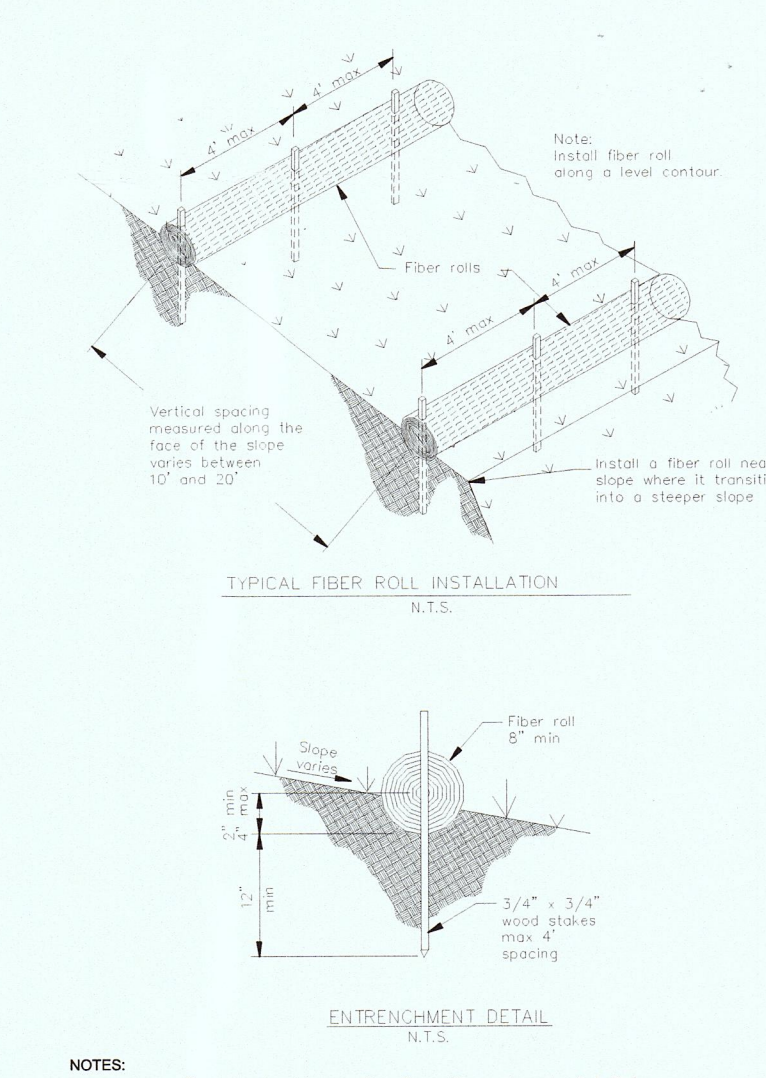 4' max
4' max
Note:
Install fiber roll
along a level contour.
Fiber rolls
4' max
4' max
Vertical spacing
measured along the
face of the slope
varies between
10' and 20'
Install a fiber roll
slope where it
into a steeper slope
TYPICAL FIBER ROLL INSTALLATION
N.T.S.
Fiber roll
8" min
Slope
varies
2" min
4" max
12"
min
3/4" x 3/4"
wood stakes
max 4'
spacing
ENTRENCHMENT DETAIL
N.T.S.
NOTES: